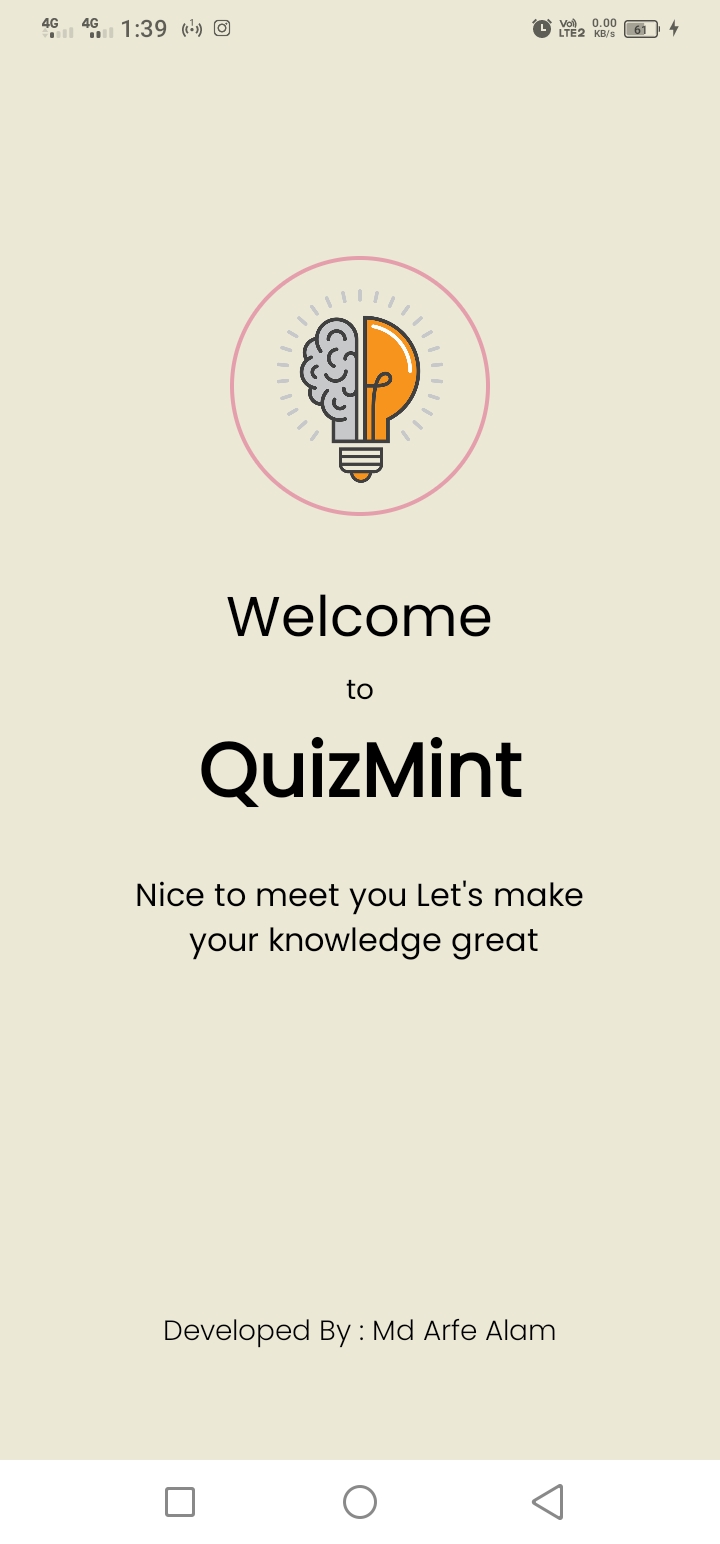 4G 4G 1:39 1 Vo)) LTE2 0.00 KB/s 61
Welcome
to
QuizMint
Nice to meet you Let's make
your knowledge great
Developed By : Md Arfe Alam